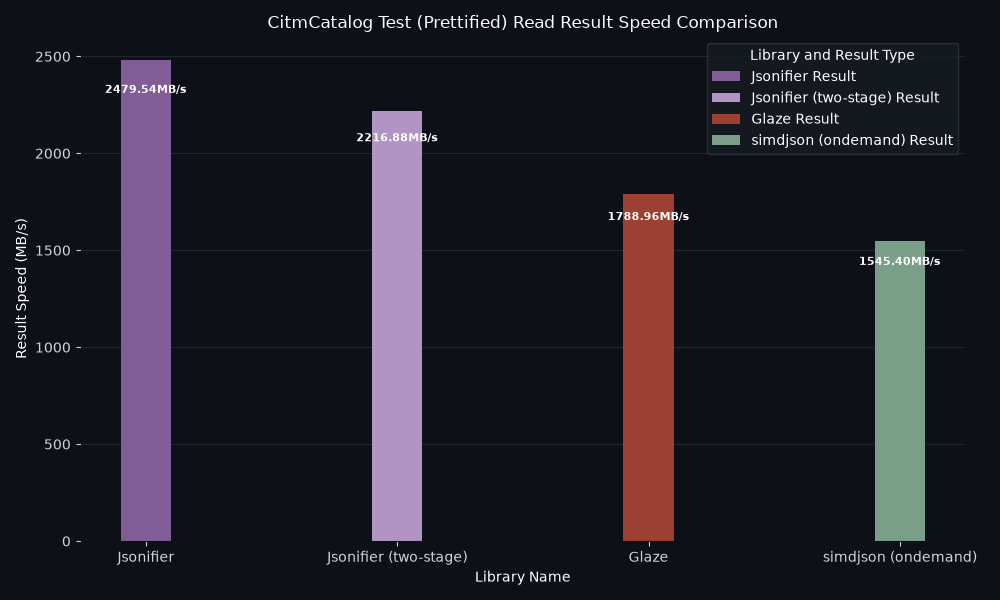 CitmCatalog Test (Prettified) Read Result Speed Comparison
Library and Result Type
Jsonifier Result
Jsonifier (two-stage) Result
Glaze Result
simdjson (ondemand) Result
Result Speed (MB/s)
2500
2000
1500
1000
500
0
2479.54MB/s
2216.88MB/s
1788.96MB/s
1545.40MB/s
Jsonifier
Jsonifier (two-stage)
Glaze
simdjson (ondemand)
Library Name